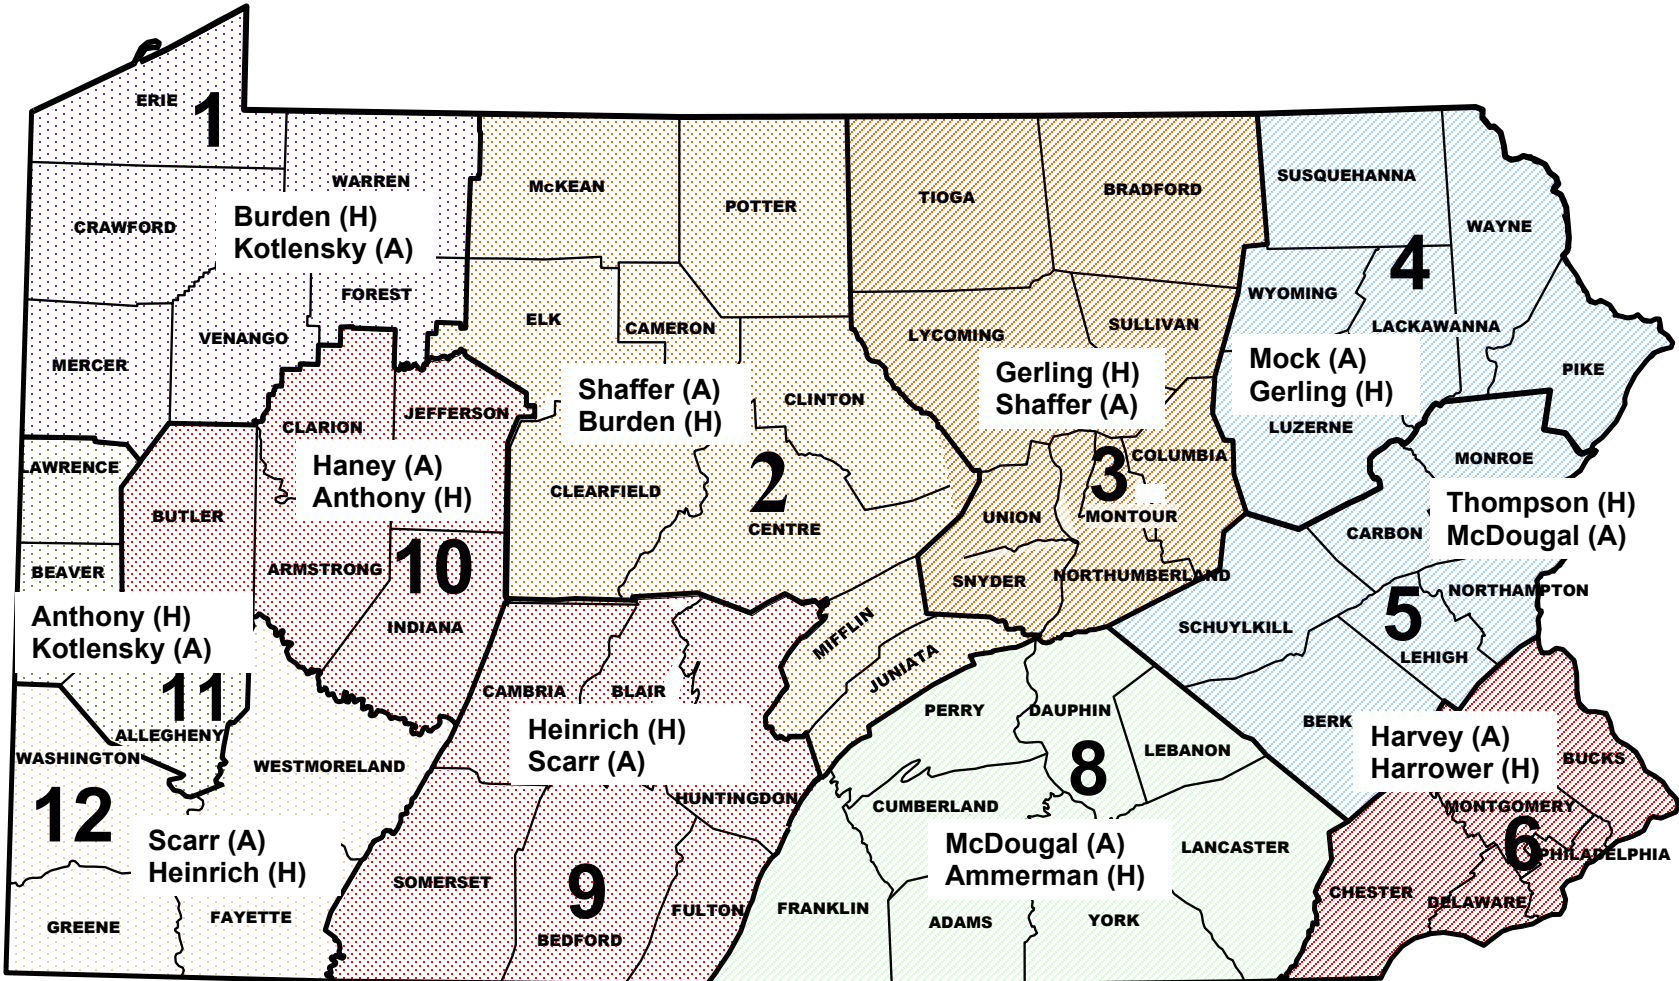 ERIE
1
WARREN
CRAWFORD
Burden (H)
Kotlensky (A)
FOREST
VENANGO
MERCER
McKEAN
POTTER
ELK
CAMERON
Shaffer (A)
Burden (H)
CLINTON
CLEARFIELD
2
CENTRE
MIFFLIN
JUNIATA
TIOGA
BRADFORD
LYCOMING
SULLIVAN
Gerling (H)
Shaffer (A)
COLUMBIA
3
UNION
MONTOUR
SNYDER
NORTHUMBERLAND
SUSQUEHANNA
WAYNE
4
WYOMING
LACKAWANNA
Mock (A)
Gerling (H)
PIKE
LUZERNE
MONROE
Thompson (H)
McDougal (A)
CARBON
NORTHAMPTON
5
SCHUYLKILL
LEHIGH
BERK
Harvey (A)
Harrower (H)
BUCKS
MONTGOMERY
6
PHILADELPHIA
CHESTER
DELAWARE
PERRY
DAUPHIN
LEBANON
8
CUMBERLAND
McDougal (A)
Ammerman (H)
LANCASTER
FRANKLIN
ADAMS
YORK
CAMBRIA
BLAIR
Heinrich (H)
Scarr (A)
HUNTINGDON
SOMERSET
9
FULTON
BEDFORD
CLARION
JEFFERSON
Haney (A)
Anthony (H)
BUTLER
10
ARMSTRONG
INDIANA
LAWRENCE
BEAVER
Anthony (H)
Kotlensky (A)
11
ALLEGHENY
WASHINGTON
WESTMORELAND
12
Scarr (A)
Heinrich (H)
FAYETTE
GREENE